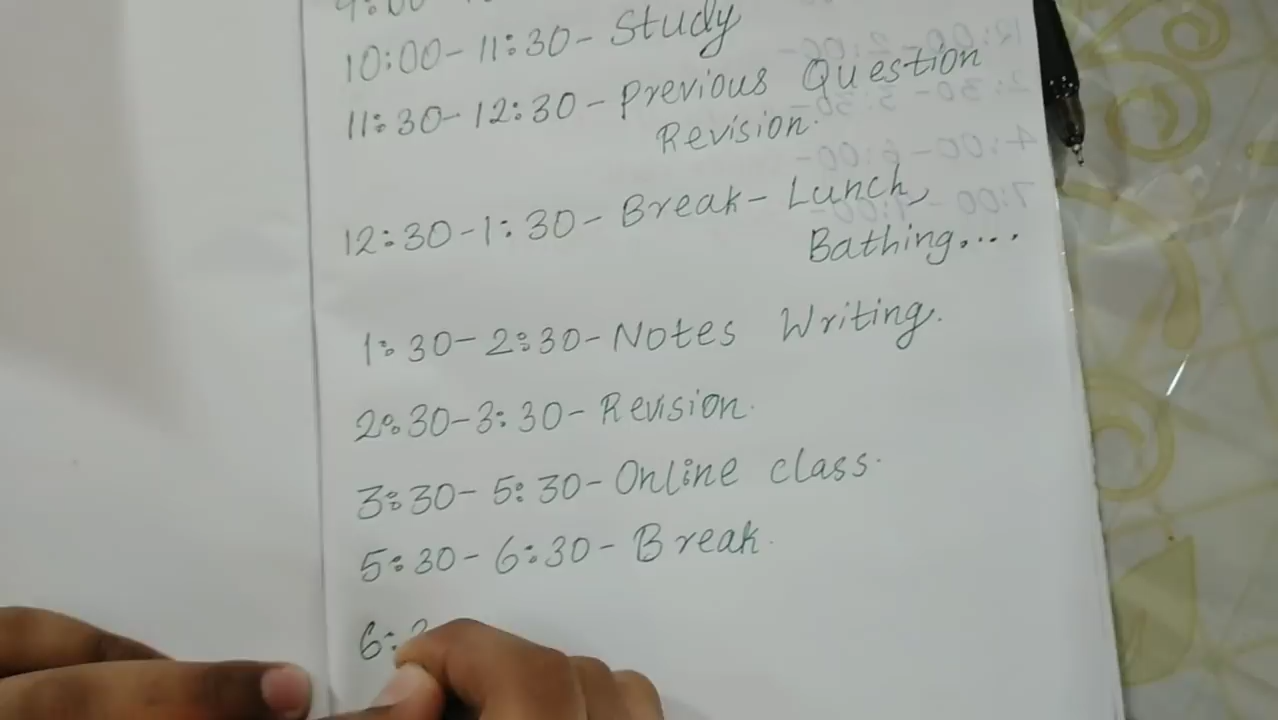 10:00-11:30- Study
11:30-12:30- Previous Question
Revision.
12:30-1:30- Break- Lunch,
Bathing....
1:30-2:30- Notes Writing.
2:30-3:30- Revision.
3:30-5:30- Online class.
5:30-6:30- Break.
6: